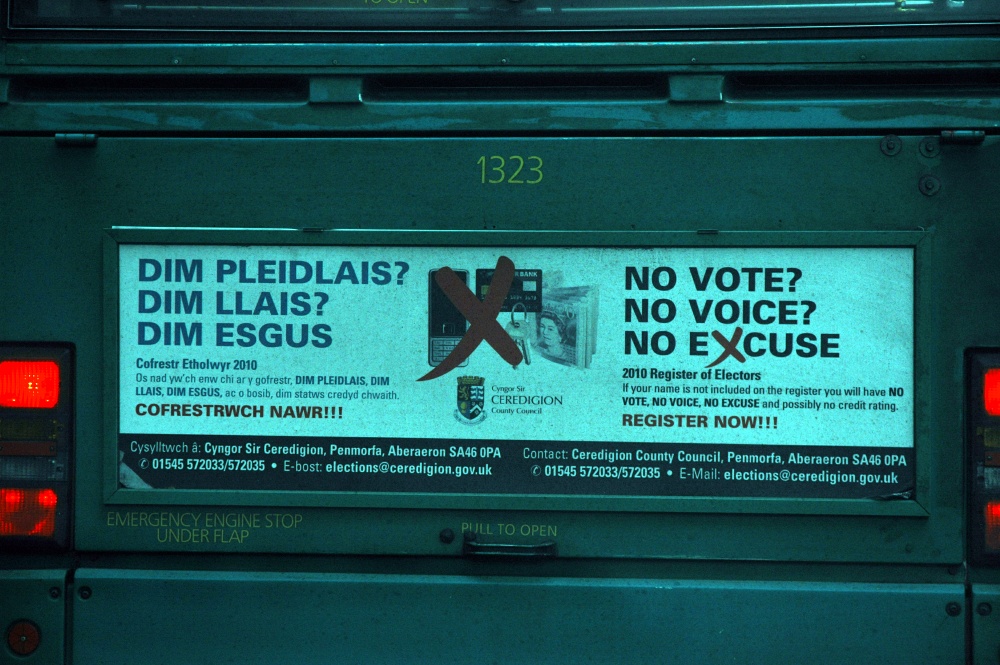 TO OPEN
1323
DIM PLEIDLAIS?
DIM LLAIS?
DIM ESGUS
Cofrestr Etholwyr 2010
Os nad yw'ch enw chi ar y gofrestr, DIM PLEIDLAIS, DIM
LLAIS, DIM ESGUS, ac o bosib, dim statws credyd chwaith.
COFRESTRWCH NAWR!!!
BANK
Cyngor Sir
CEREDIGION
County Council
NO VOTE?
NO VOICE?
NO EXCUSE
2010 Register of Electors
If your name is not included on the register you will have NO
VOTE, NO VOICE, NO EXCUSE and possibly no credit rating.
REGISTER NOW!!!
Cysylltwch â: Cyngor Sir Ceredigion, Penmorfa, Aberaeron SA46 0PA
✆ 01545 572033/572035 • E-bost: elections@ceredigion.gov.uk
Contact: Ceredigion County Council, Penmorfa, Aberaeron SA46 0PA
✆ 01545 572033/572035 • E-Mail: elections@ceredigion.gov.uk
EMERGENCY ENGINE STOP
UNDER FLAP
PULL TO OPEN